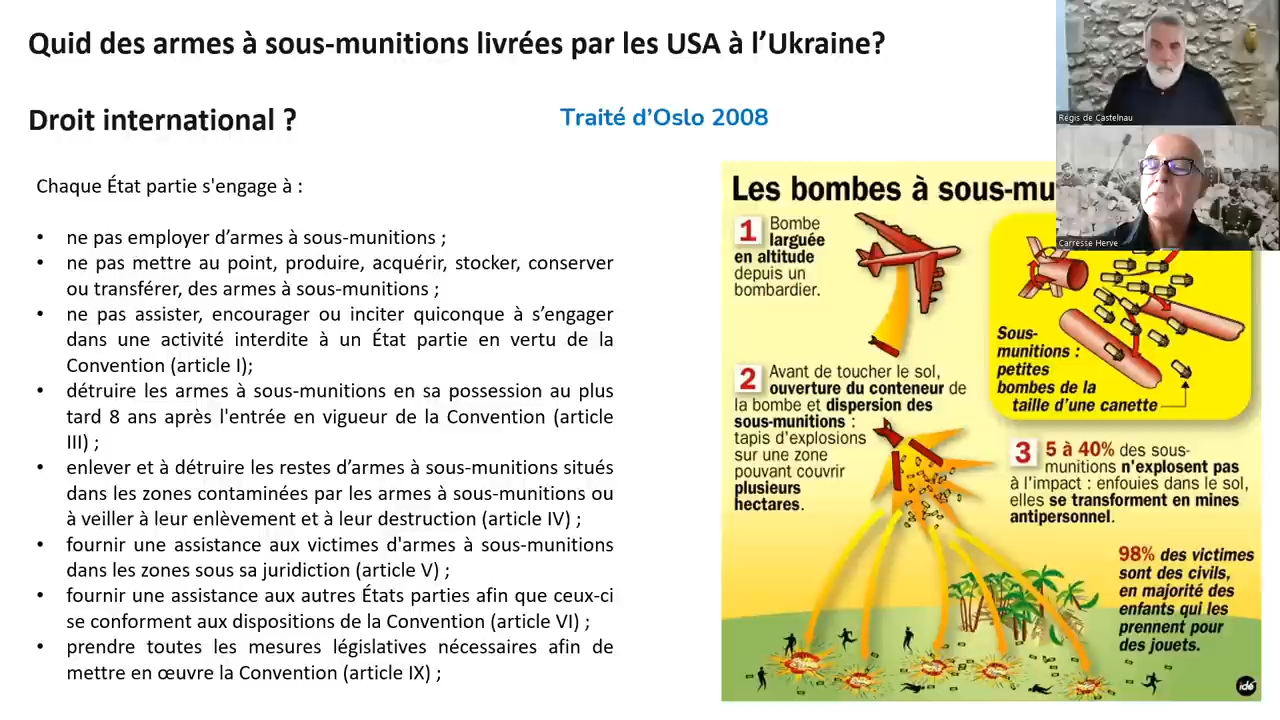 Quid des armes à sous-munitions livrées par les USA à l’Ukraine?
Droit international ?
Traité d’Oslo 2008
Chaque État partie s'engage à :
• ne pas employer d’armes à sous-munitions ;
• ne pas mettre au point, produire, acquérir, stocker, conserver
ou transférer, des armes à sous-munitions ;
• ne pas assister, encourager ou inciter quiconque à s’engager
dans une activité interdite à un État partie en vertu de la
Convention (article I);
• détruire les armes à sous-munitions en sa possession au plus
tard 8 ans après l'entrée en vigueur de la Convention (article
III) ;
• enlever et à détruire les restes d’armes à sous-munitions situés
dans les zones contaminées par les armes à sous-munitions ou
à veiller à leur enlèvement et à leur destruction (article IV) ;
• fournir une assistance aux victimes d'armes à sous-munitions
dans les zones sous sa juridiction (article V) ;
• fournir une assistance aux autres États parties afin que ceux-ci
se conforment aux dispositions de la Convention (article VI) ;
• prendre toutes les mesures législatives nécessaires afin de
mettre en œuvre la Convention (article IX) ;
Les bombes à sous-mu
1 Bombe
larguée
en altitude
depuis un
bombardier.
Sous-
munitions :
petites
bombes de la
taille d’une canette
2 Avant de toucher le sol,
ouverture du conteneur de
la bombe et dispersion des
sous-munitions :
tapis d'explosions
sur une zone
pouvant couvrir
plusieurs
hectares.
3 5 à 40% des sous-
munitions n'explosent pas
à l'impact : enfouies dans le sol,
elles se transforment en mines
antipersonnel.
98% des victimes
sont des civils,
en majorité des
enfants qui les
prennent pour
des jouets.
idé
Régis de Castelnau
Carresse Hervé